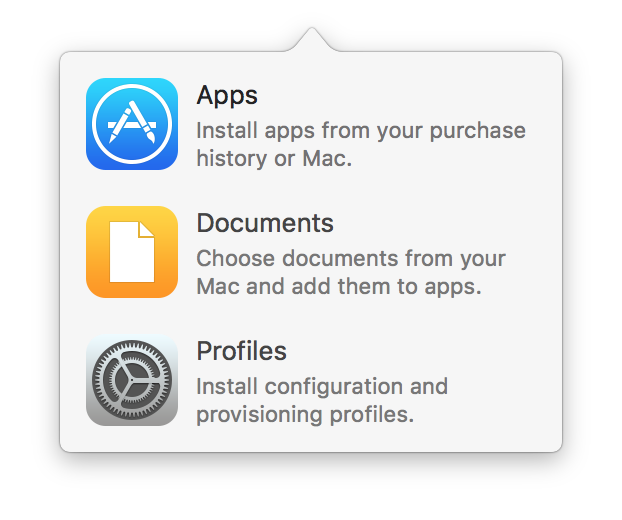 Apps
Install apps from your purchase
history or Mac.
Documents
Choose documents from your
Mac and add them to apps.
Profiles
Install configuration and
provisioning profiles.